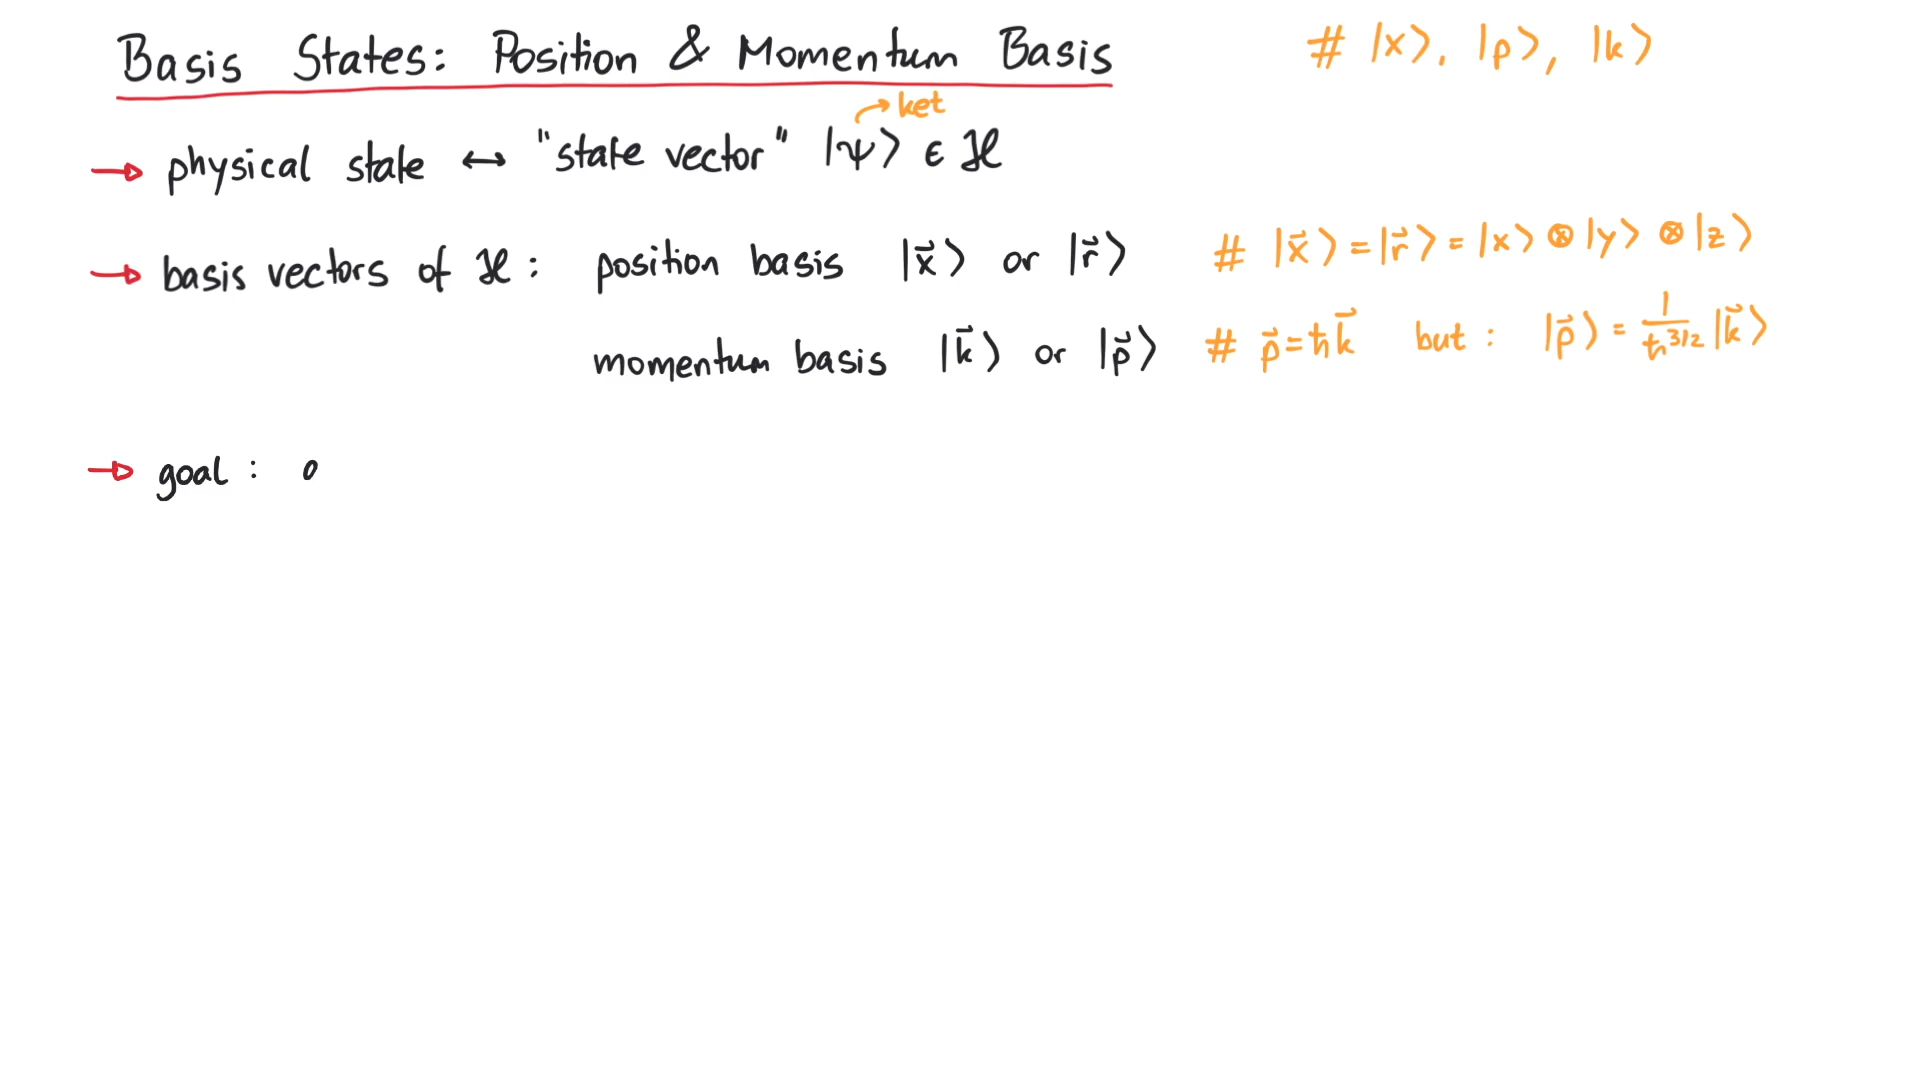 Basis States: Position & Momentum Basis # |x⟩, |p⟩, |k⟩
→ ket
→ physical state ↔ "state vector" |ψ⟩ ∈ ℋ
→ basis vectors of ℋ : position basis |x⃗⟩ or |r⃗⟩ # |x⃗⟩ = |r⃗⟩ = |x⟩ ⊗ |y⟩ ⊗ |z⟩
momentum basis |k⃗⟩ or |p⃗⟩ # p⃗ = ℏk⃗ but : |p⃗⟩ = 1/ℏ^3/2 |k⃗⟩
→ goal : o